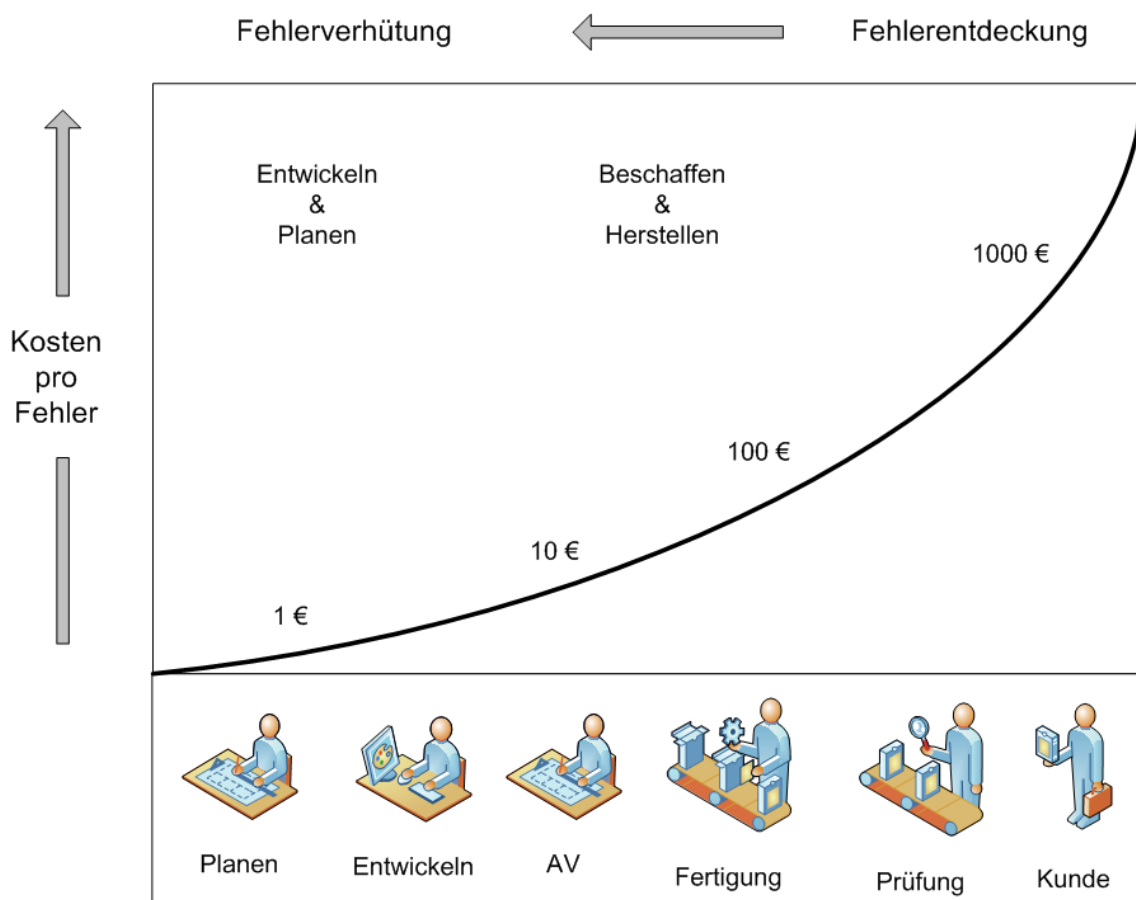 Fehlerverhütung
Fehlerentdeckung
Entwickeln
&
Planen
Beschaffen
&
Herstellen
Kosten
pro
Fehler
1000 €
100 €
10 €
1 €
Planen
Entwickeln
AV
Fertigung
Prüfung
Kunde